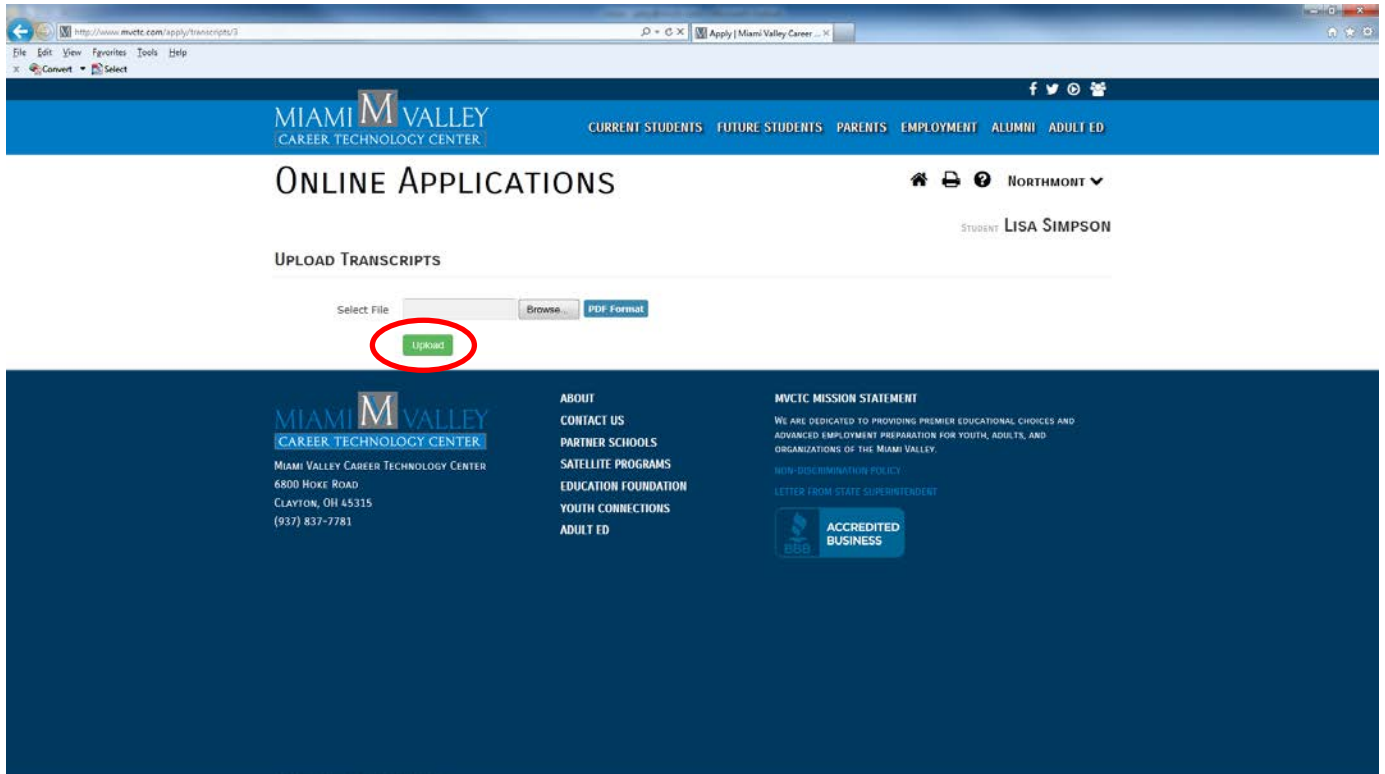 http://www.mvctc.com/apply/transcripts/3
Apply | Miami Valley Career ...
File Edit View Favorites Tools Help
x Convert Select
MIAMI M VALLEY
CAREER TECHNOLOGY CENTER
CURRENT STUDENTS FUTURE STUDENTS PARENTS EMPLOYMENT ALUMNI ADULT ED
ONLINE APPLICATIONS
NORTHMONT
STUDENT LISA SIMPSON
UPLOAD TRANSCRIPTS
Select File Browse... PDF Format
Upload
MIAMI M VALLEY
CAREER TECHNOLOGY CENTER
MIAMI VALLEY CAREER TECHNOLOGY CENTER
6800 HOKE ROAD
CLAYTON, OH 45315
(937) 837-7781
ABOUT
CONTACT US
PARTNER SCHOOLS
SATELLITE PROGRAMS
EDUCATION FOUNDATION
YOUTH CONNECTIONS
ADULT ED
MVCTC MISSION STATEMENT
WE ARE DEDICATED TO PROVIDING PREMIER EDUCATIONAL CHOICES AND
ADVANCED EMPLOYMENT PREPARATION FOR YOUTH, ADULTS, AND
ORGANIZATIONS OF THE MIAMI VALLEY.
NON-DISCRIMINATION POLICY
LETTER FROM STATE SUPERINTENDENT
BBB
ACCREDITED
BUSINESS